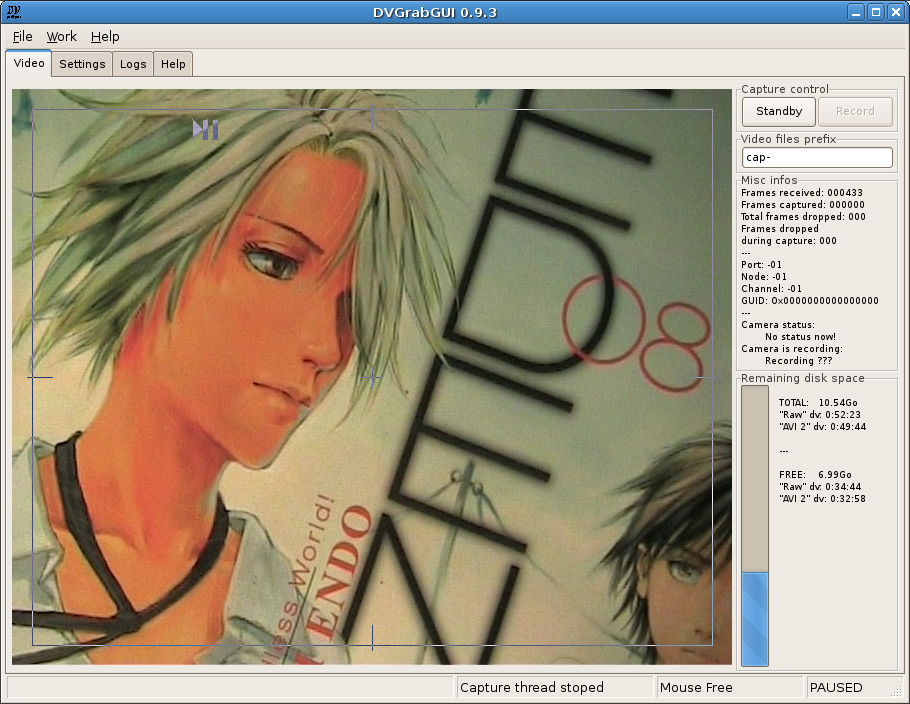 DV
DVGrabGUI 0.9.3
File Work Help
Video Settings Logs Help
Capture control
Standby Record
Video files prefix
cap-
Misc infos
Frames received: 000433
Frames captured: 000000
Total frames dropped: 000
Frames dropped
during capture: 000
---
Port: -01
Node: -01
Channel: -01
GUID: 0x0000000000000000
---
Camera status:
No status now!
Camera is recording:
Recording ???
Remaining disk space
TOTAL: 10.54Go
"Raw" dv: 0:52:23
"AVI 2" dv: 0:49:44
---
FREE: 6.99Go
"Raw" dv: 0:34:44
"AVI 2" dv: 0:32:58
08
World!
ENDO
Capture thread stoped
Mouse Free
PAUSED